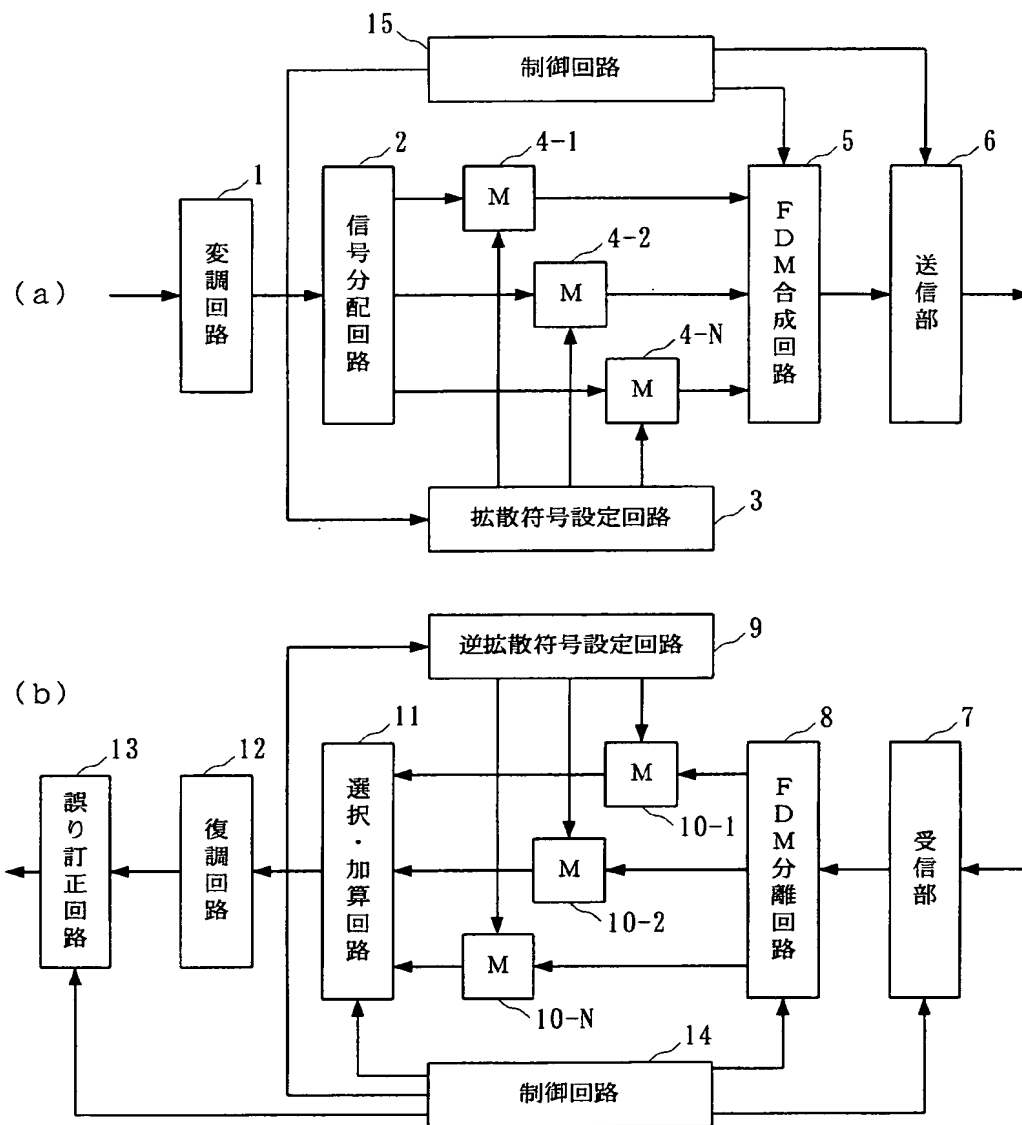 15
制御回路
1
2
4-1
5
6
M
4-2
M
4-N
M
(a)
変調回路
信号分配回路
FDM合成回路
送信部
拡散符号設定回路
3
逆拡散符号設定回路
9
(b)
13
12
11
8
7
M
10-1
M
10-2
M
10-N
誤り訂正回路
復調回路
選択・加算回路
FDM分離回路
受信部
14
制御回路